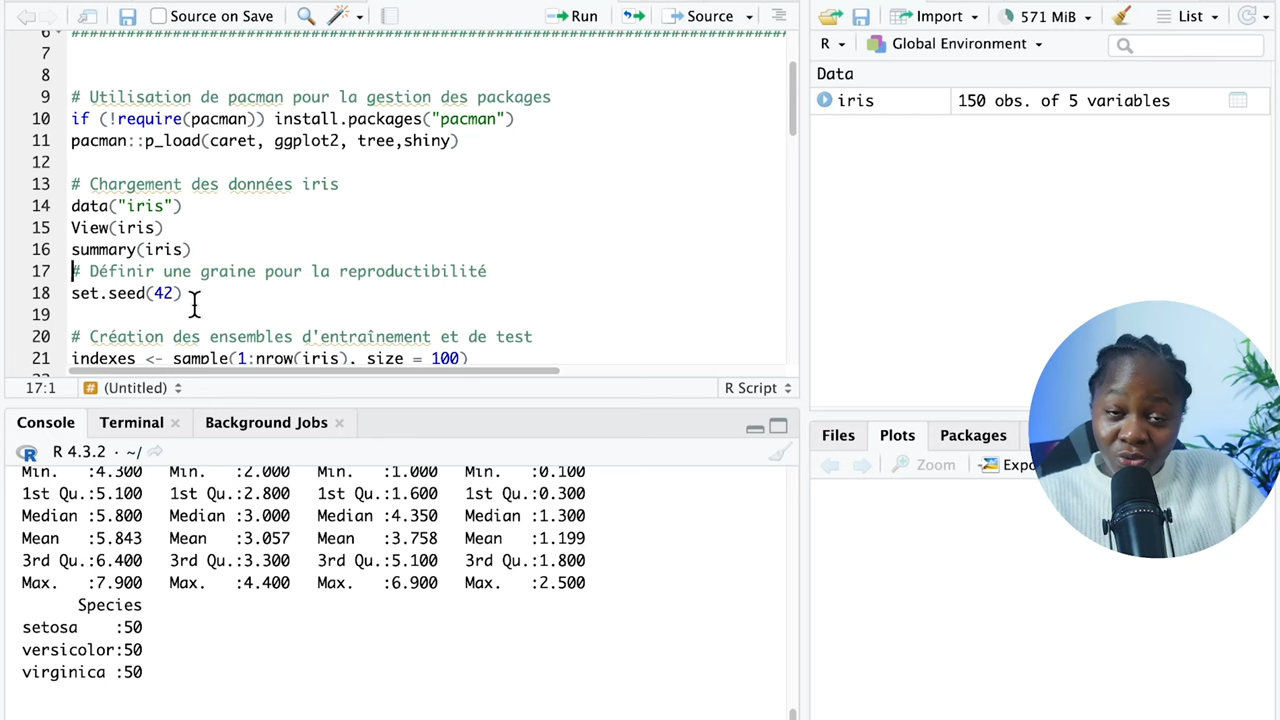 Source on Save
Run
Source
6 ################################################################################
7
8
9 # Utilisation de pacman pour la gestion des packages
10 if (!require(pacman)) install.packages("pacman")
11 pacman::p_load(caret, ggplot2, tree,shiny)
12
13 # Chargement des données iris
14 data("iris")
15 View(iris)
16 summary(iris)
17 # Définir une graine pour la reproductibilité
18 set.seed(42)
19
20 # Création des ensembles d'entraînement et de test
21 indexes <- sample(1:nrow(iris), size = 100)
17:1 # (Untitled) R Script
Console Terminal Background Jobs
R 4.3.2 · ~/
Min. :4.300 Min. :2.000 Min. :1.000 Min. :0.100
1st Qu.:5.100 1st Qu.:2.800 1st Qu.:1.600 1st Qu.:0.300
Median :5.800 Median :3.000 Median :4.350 Median :1.300
Mean :5.843 Mean :3.057 Mean :3.758 Mean :1.199
3rd Qu.:6.400 3rd Qu.:3.300 3rd Qu.:5.100 3rd Qu.:1.800
Max. :7.900 Max. :4.400 Max. :6.900 Max. :2.500
Species
setosa :50
versicolor:50
virginica :50
Import 571 MiB List
R Global Environment
Data
iris 150 obs. of 5 variables
Files Plots Packages
Zoom Expo